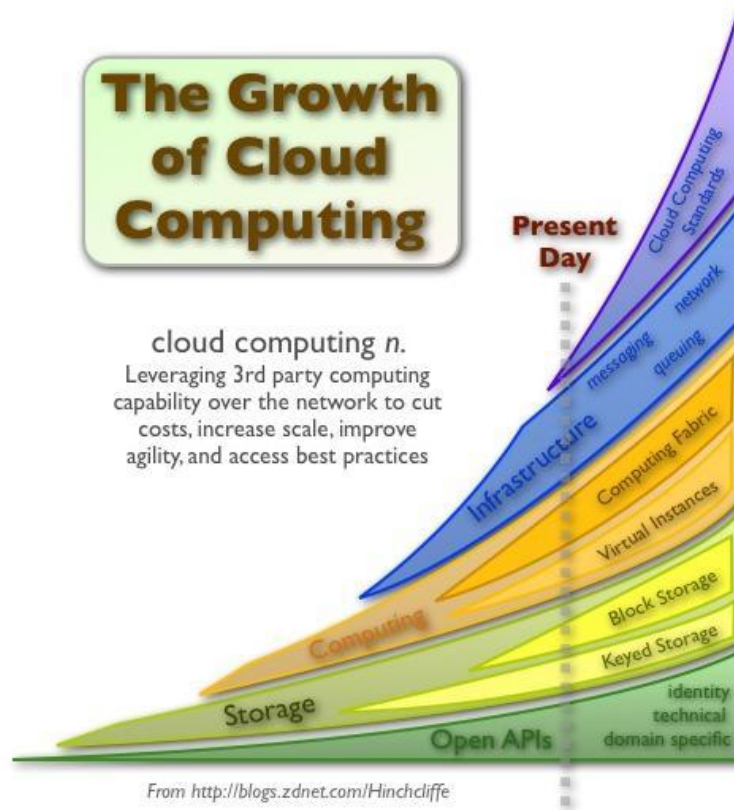 The Growth
of Cloud
Computing
Present
Day
cloud computing n.
Leveraging 3rd party computing
capability over the network to cut
costs, increase scale, improve
agility, and access best practices
Cloud Computing
Standards
network
messaging
queuing
Infrastructure
Computing Fabric
Virtual Instances
Computing
Block Storage
Keyed Storage
Storage
identity
technical
domain specific
Open APIs
From http://blogs.zdnet.com/Hinchcliffe